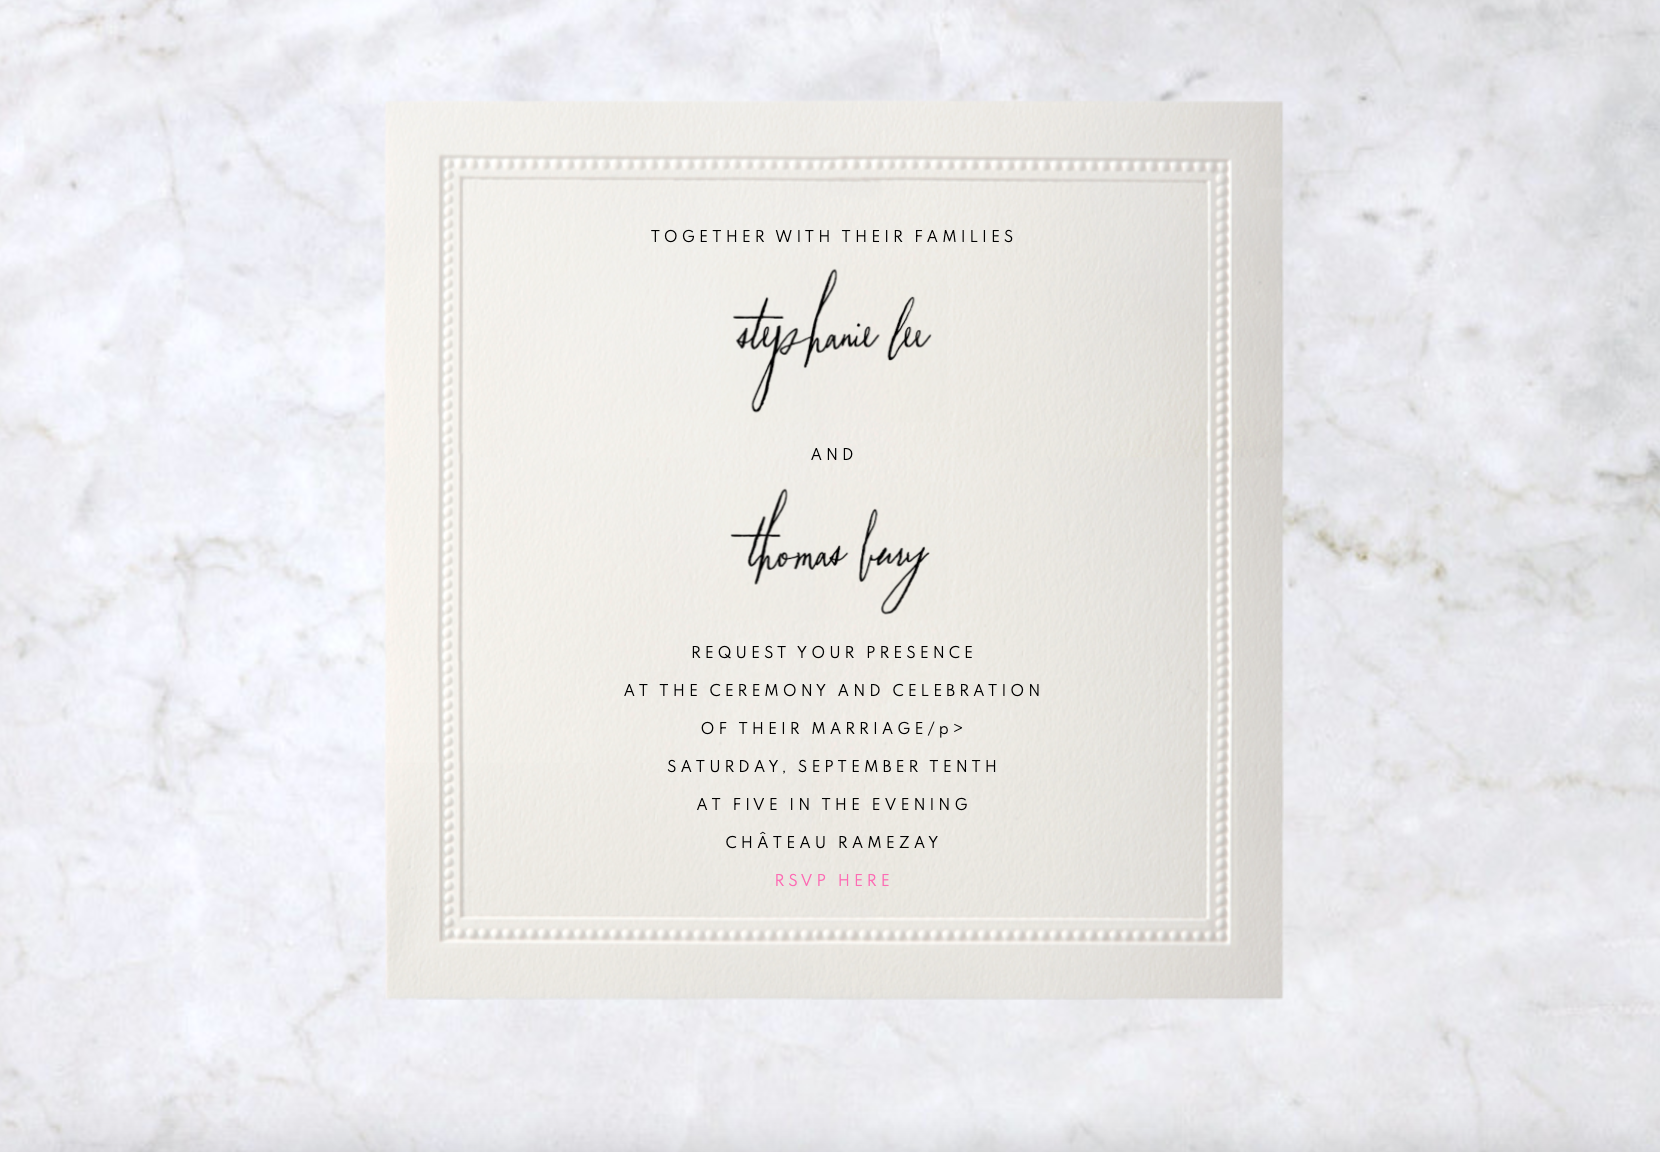 TOGETHER WITH THEIR FAMILIES
stephanie lee
AND
thomas bury
REQUEST YOUR PRESENCE
AT THE CEREMONY AND CELEBRATION
OF THEIR MARRIAGE/p>
SATURDAY, SEPTEMBER TENTH
AT FIVE IN THE EVENING
CHÂTEAU RAMEZAY
RSVP HERE